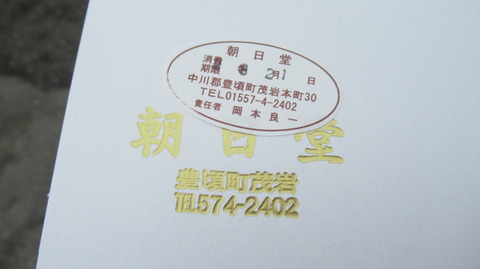 朝日堂
消費期限 2月1日
中川郡豊頃町茂岩本町30
TEL01557-4-2402
責任者 岡本良一
朝日堂
豊頃町茂岩
TEL574-2402